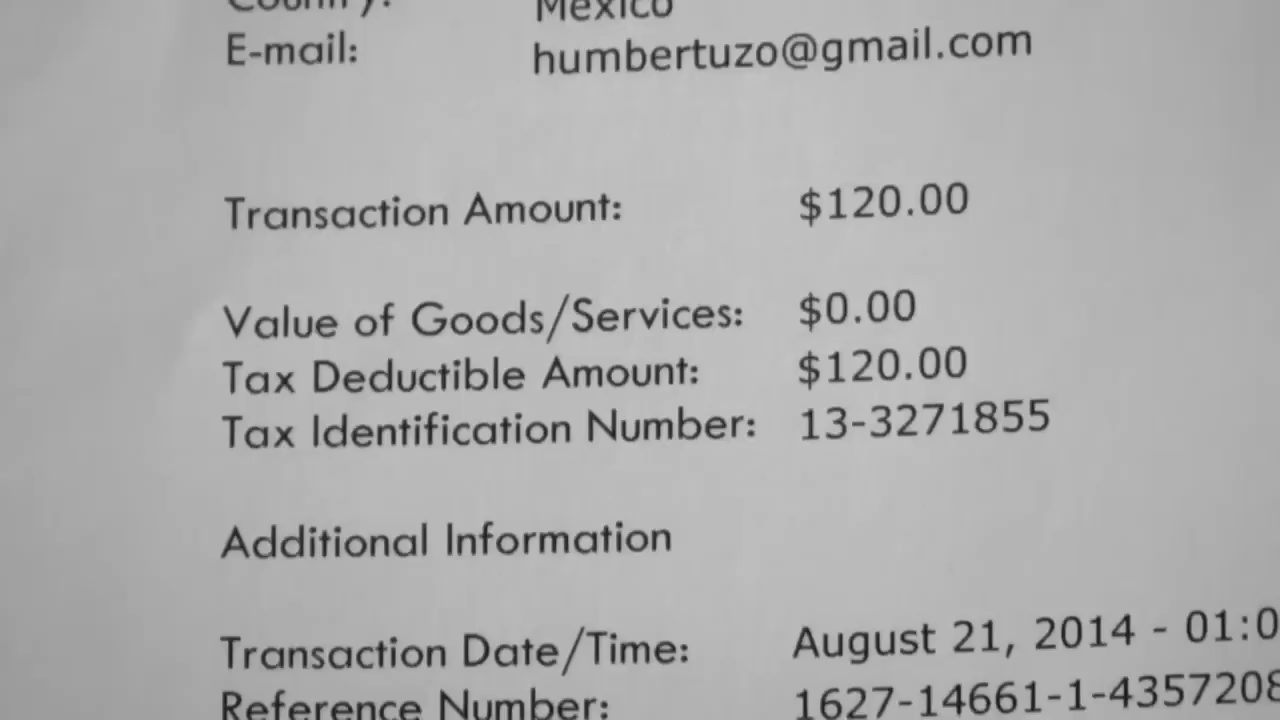 Country: Mexico
E-mail: humbertuzo@gmail.com
Transaction Amount: $120.00
Value of Goods/Services: $0.00
Tax Deductible Amount: $120.00
Tax Identification Number: 13-3271855
Additional Information
Transaction Date/Time: August 21, 2014 - 01:0
Reference Number: 1627-14661-1-4357208